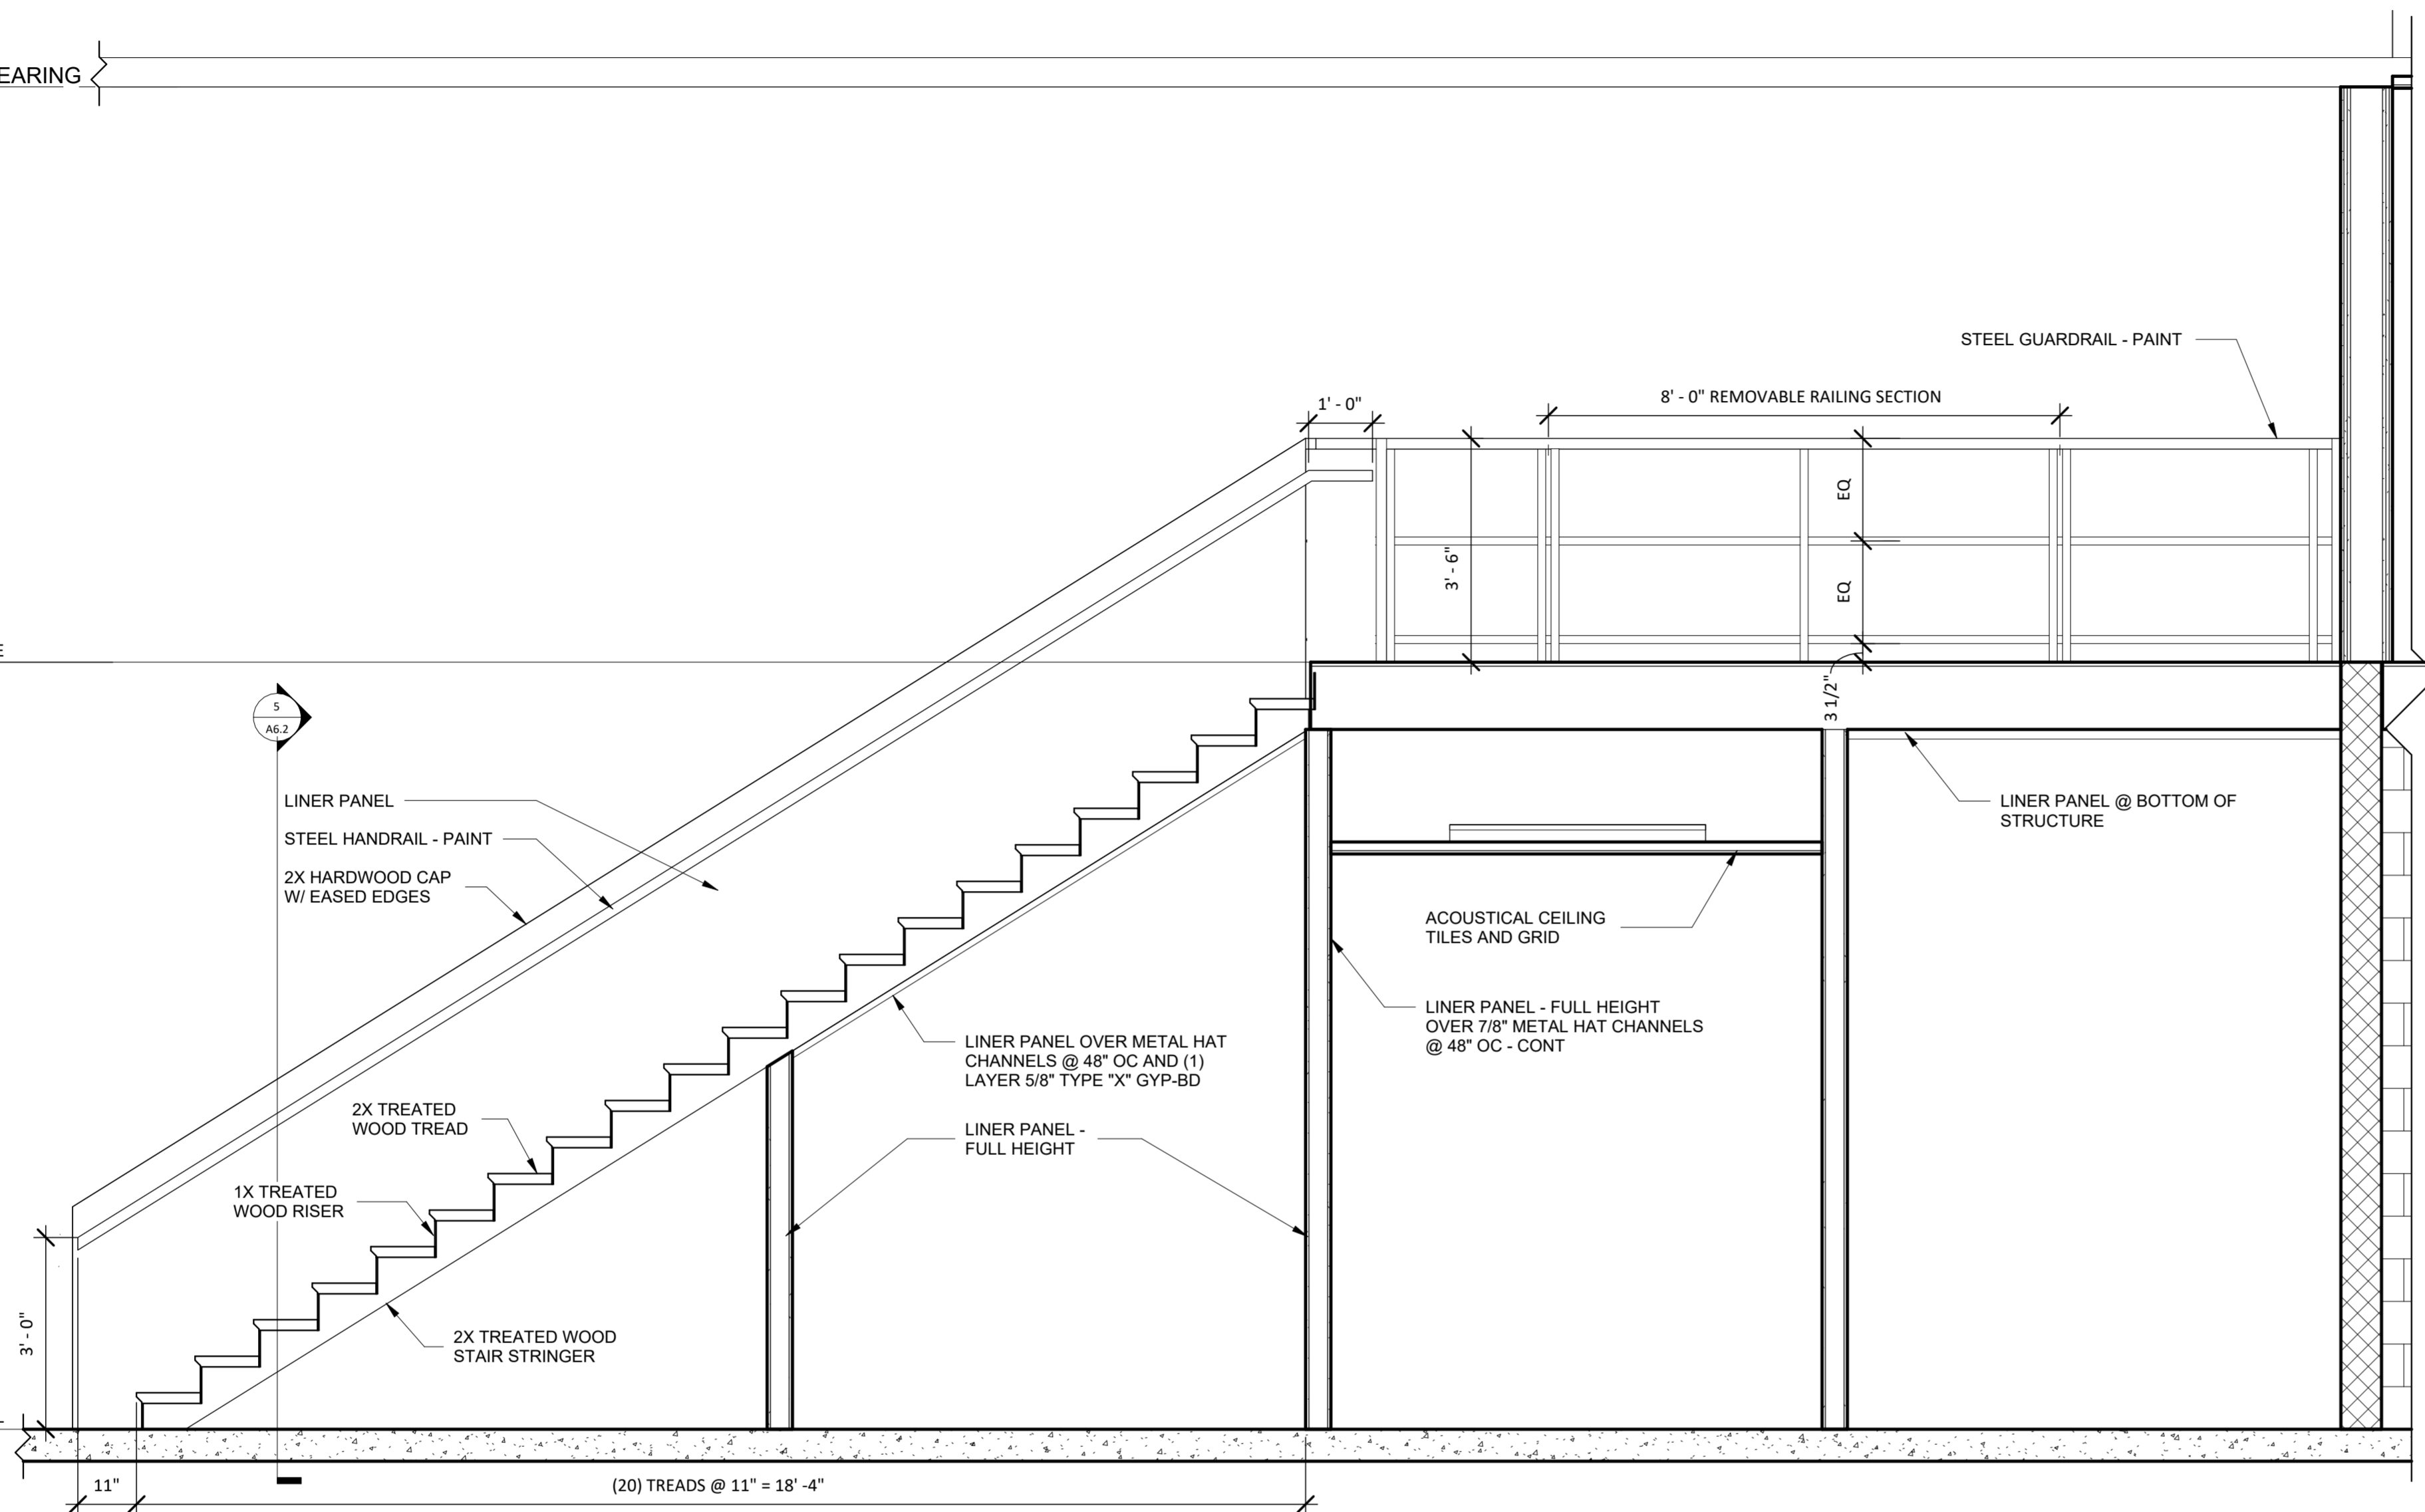 EARING
STEEL GUARDRAIL - PAINT
8' - 0" REMOVABLE RAILING SECTION
1' - 0"
EQ
3' - 6"
EQ
E
3 1/2"
5
A6.2
LINER PANEL
STEEL HANDRAIL - PAINT
2X HARDWOOD CAP
W/ EASED EDGES
LINER PANEL @ BOTTOM OF
STRUCTURE
ACOUSTICAL CEILING
TILES AND GRID
LINER PANEL - FULL HEIGHT
OVER 7/8" METAL HAT CHANNELS
@ 48" OC - CONT
LINER PANEL OVER METAL HAT
CHANNELS @ 48" OC AND (1)
LAYER 5/8" TYPE "X" GYP-BD
2X TREATED
WOOD TREAD
LINER PANEL -
FULL HEIGHT
1X TREATED
WOOD RISER
3' - 0"
2X TREATED WOOD
STAIR STRINGER
11"
(20) TREADS @ 11" = 18' -4"